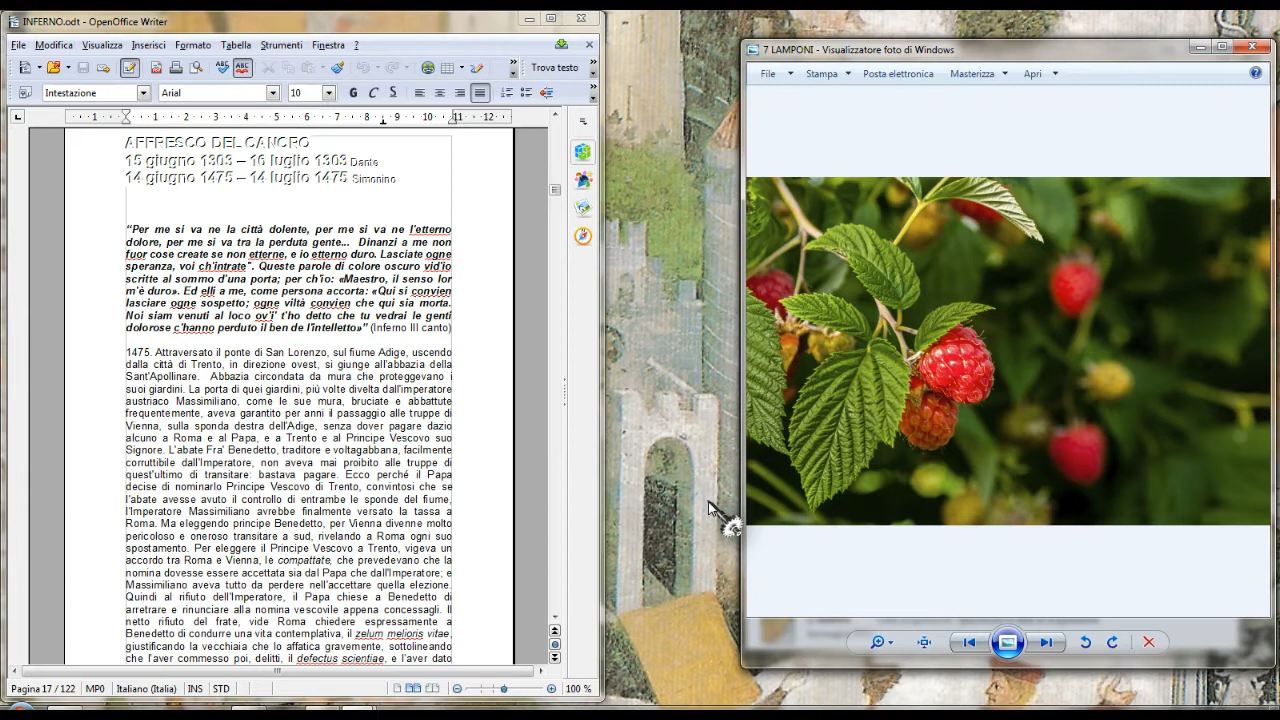 INFERNO.odt - OpenOffice Writer
File Modifica Visualizza Inserisci Formato Tabella Strumenti Finestra ?
Trova testo
Intestazione Arial 10 G C S
1 1 2 3 4 5 6 7 8 9 10 11 12
AFFRESCO DEL CANCRO
15 giugno 1303 – 16 luglio 1303 Dante
14 giugno 1475 – 14 luglio 1475 Simonino
“Per me si va ne la città dolente, per me si va ne l'etterno
dolore, per me si va tra la perduta gente... Dinanzi a me non
fuor cose create se non etterne, e io etterno duro. Lasciate ogne
speranza, voi ch'intrate”. Queste parole di colore oscuro vid'io
scritte al sommo d'una porta; per ch'io: «Maestro, il senso lor
m'è duro». Ed elli a me, come persona accorta: «Qui si convien
lasciare ogne sospetto; ogne viltà convien che qui sia morta.
Noi siam venuti al loco ov'i' t'ho detto che tu vedrai le genti
dolorose c'hanno perduto il ben de l'intelletto»” (Inferno III canto)
1475. Attraversato il ponte di San Lorenzo, sul fiume Adige, uscendo
dalla città di Trento, in direzione ovest, si giunge all'abbazia della
Sant'Apollinare. Abbazia circondata da mura che proteggevano i
suoi giardini. La porta di quei giardini, più volte divelta dall'imperatore
austriaco Massimiliano, come le sue mura, bruciate e abbattute
frequentemente, aveva garantito per anni il passaggio alle truppe di
Vienna, sulla sponda destra dell'Adige, senza dover pagare dazio
alcuno a Roma e al Papa, e a Trento e al Principe Vescovo suo
Signore. L'abate Fra' Benedetto, traditore e voltagabbana, facilmente
corruttibile dall'Imperatore, non aveva mai proibito alle truppe di
quest'ultimo di transitare: bastava pagare. Ecco perché il Papa
decise di nominarlo Principe Vescovo di Trento, convintosi che se
l'abate avesse avuto il controllo di entrambe le sponde del fiume,
l'Imperatore Massimiliano avrebbe finalmente versato la tassa a
Roma. Ma eleggendo principe Benedetto, per Vienna divenne molto
pericoloso e oneroso transitare a sud, rivelando a Roma ogni suo
spostamento. Per eleggere il Principe Vescovo a Trento, vigeva un
accordo tra Roma e Vienna, le compattate, che prevedevano che la
nomina dovesse essere accettata sia dal Papa che dall'Imperatore; e
Massimiliano aveva tutto da perdere nell'accettare quella elezione.
Quindi al rifiuto dell'Imperatore, il Papa chiese a Benedetto di
arretrare e rinunciare alla nomina vescovile appena concessagli. Il
netto rifiuto del frate, vide Roma chiedere espressamente a
Benedetto di condurre una vita contemplativa, il zelum melioris vitae,
giustificando la vecchiaia che lo affatica gravemente, sottolineando
che l'aver commesso poi, delitti, il defectus scientiae, e l'aver dato
Pagina 17 / 122 MP0 Italiano (Italia) INS STD 100 %
7 LAMPONI - Visualizzatore foto di Windows
File Stampa Posta elettronica Masterizza Apri